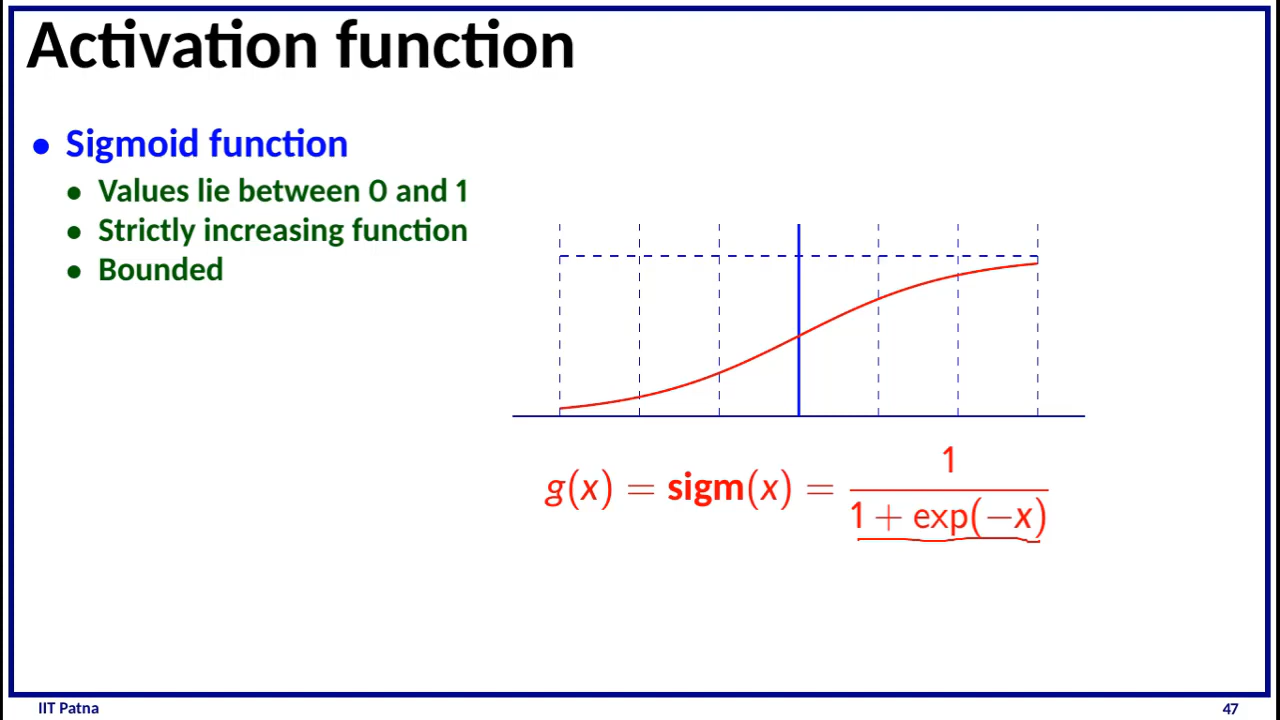 Activation function
• Sigmoid function
• Values lie between 0 and 1
• Strictly increasing function
• Bounded
g(x) = sigm(x) = 1 / (1 + exp(−x))
IIT Patna
47